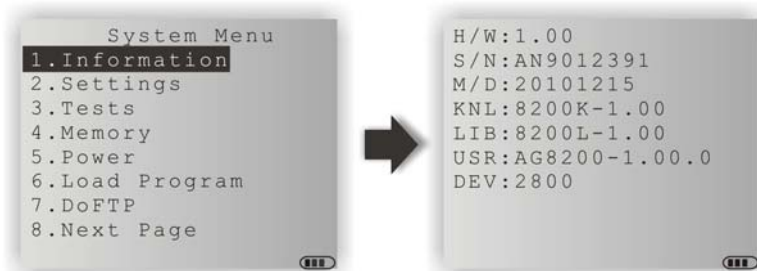 System Menu
1.Information
2.Settings
3.Tests
4.Memory
5.Power
6.Load Program
7.DoFTP
8.Next Page
H/W:1.00
S/N:AN9012391
M/D:20101215
KNL:8200K-1.00
LIB:8200L-1.00
USR:AG8200-1.00.0
DEV:2800